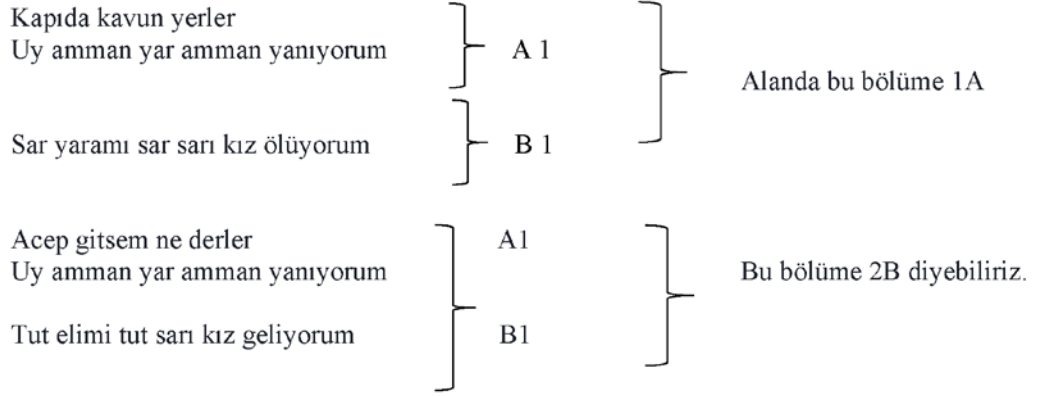 Kapıda kavun yerler
Uy amman yar amman yanıyorum
A 1
Alanda bu bölüme 1A
Sar yaramı sar sarı kız ölüyorum
B 1
Acep gitsem ne derler
A1
Uy amman yar amman yanıyorum
Bu bölüme 2B diyebiliriz.
Tut elimi tut sarı kız geliyorum
B1